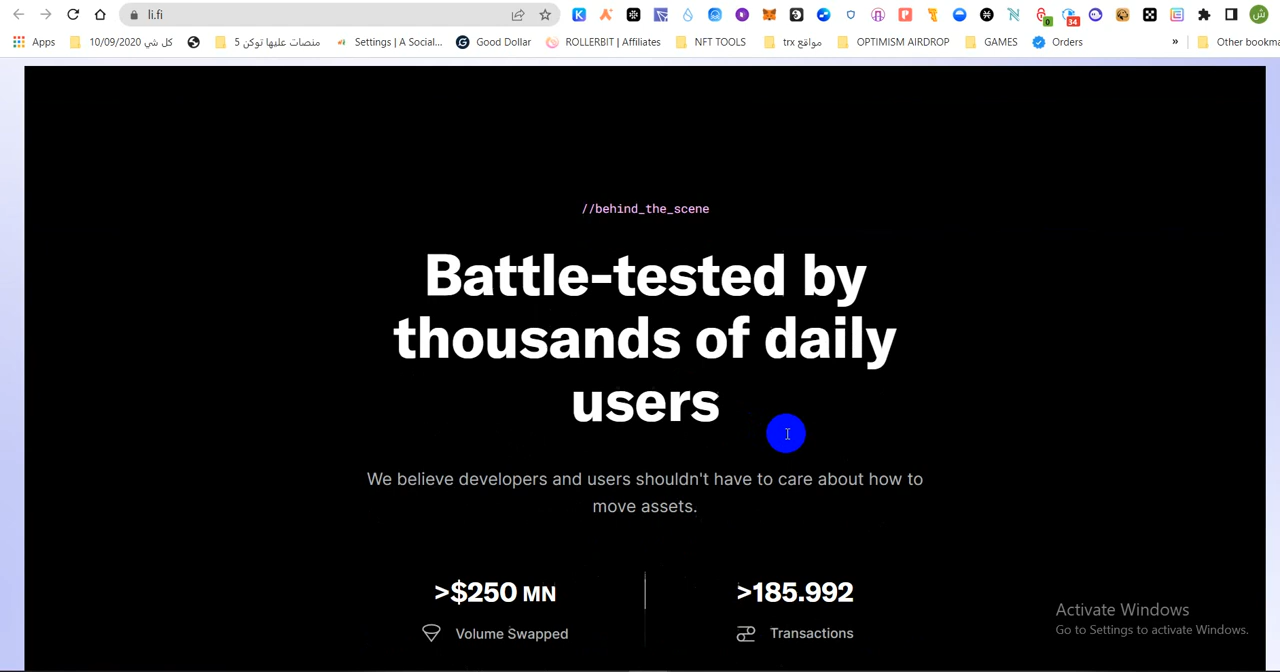 li.fi
0
34
ش
Apps
كل شي 10/09/2020
منصات عليها توكن 5
Settings | A Social...
Good Dollar
ROLLERBIT | Affiliates
NFT TOOLS
مواقع trx
OPTIMISM AIRDROP
GAMES
Orders
»
Other bookma
//behind_the_scene
Battle-tested by
thousands of daily
users
We believe developers and users shouldn't have to care about how to
move assets.
>$250 MN
>185.992
Volume Swapped
Transactions
Activate Windows
Go to Settings to activate Windows.